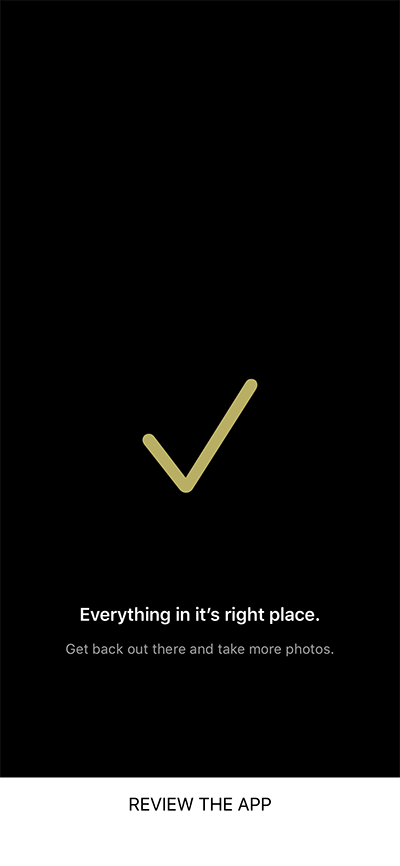 Everything in it’s right place.
Get back out there and take more photos.
REVIEW THE APP